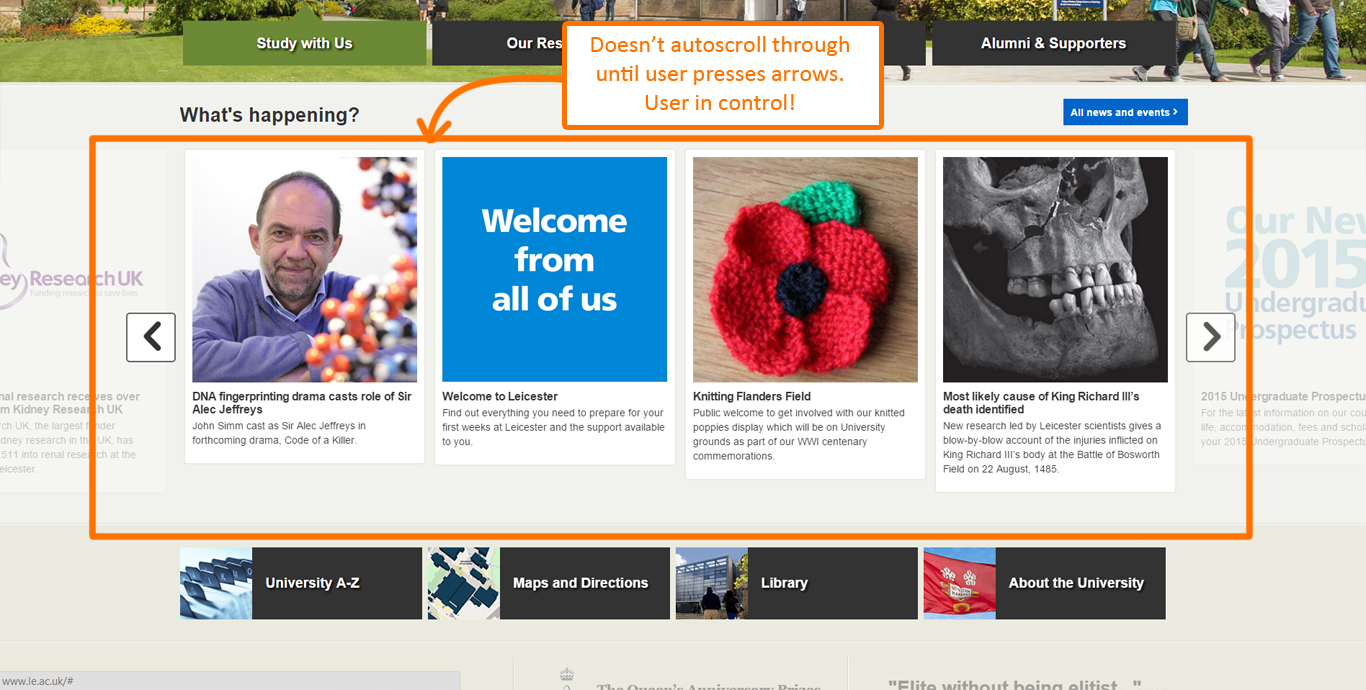 Study with Us
Our Res
Alumni & Supporters
Doesn’t autoscroll through
until user presses arrows.
User in control!
What's happening?
All news and events
ey Research UK
Funding research to save lives
nal research receives over
m Kidney Research UK
rch UK, the largest funder
idney research in the UK, has
,511 into renal research at the
eicester.
Welcome
from
all of us
DNA fingerprinting drama casts role of Sir
Alec Jeffreys
John Simm cast as Sir Alec Jeffreys in
forthcoming drama, Code of a Killer.
Welcome to Leicester
Find out everything you need to prepare for your
first weeks at Leicester and the support available
to you.
Knitting Flanders Field
Public welcome to get involved with our knitted
poppies display which will be on University
grounds as part of our WWI centenary
commemorations.
Most likely cause of King Richard III's
death identified
New research led by Leicester scientists gives a
blow-by-blow account of the injuries inflicted on
King Richard III's body at the Battle of Bosworth
Field on 22 August, 1485.
Our New
2015
Undergradu
Prospectus
2015 Undergraduate Prospectu
For the latest information on our cou
life, accommodation, fees and schola
your 2015 Undergraduate Prospectu
University A-Z
Maps and Directions
Library
About the University
www.le.ac.uk/#
The Queen's Anniversary Prizes
"Elite without being elitist..."